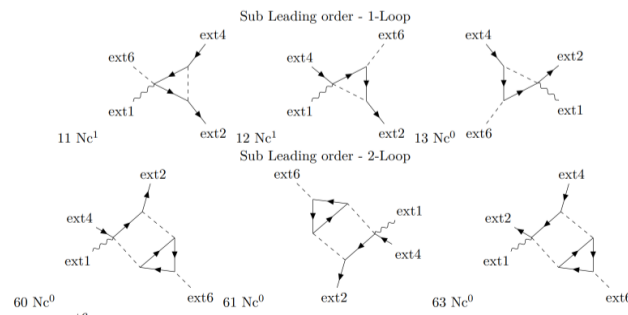 Sub Leading order - 1-Loop
ext4 ext6 ext4
ext6 ext4 ext2
ext1 ext1 ext1
ext2 ext2 ext6
11 Nc¹ 12 Nc¹ 13 Nc⁰
Sub Leading order - 2-Loop
ext2 ext6 ext4
ext4 ext1 ext2
ext1 ext4 ext1
ext6 ext2 ext6
60 Nc⁰ 61 Nc⁰ 63 Nc⁰